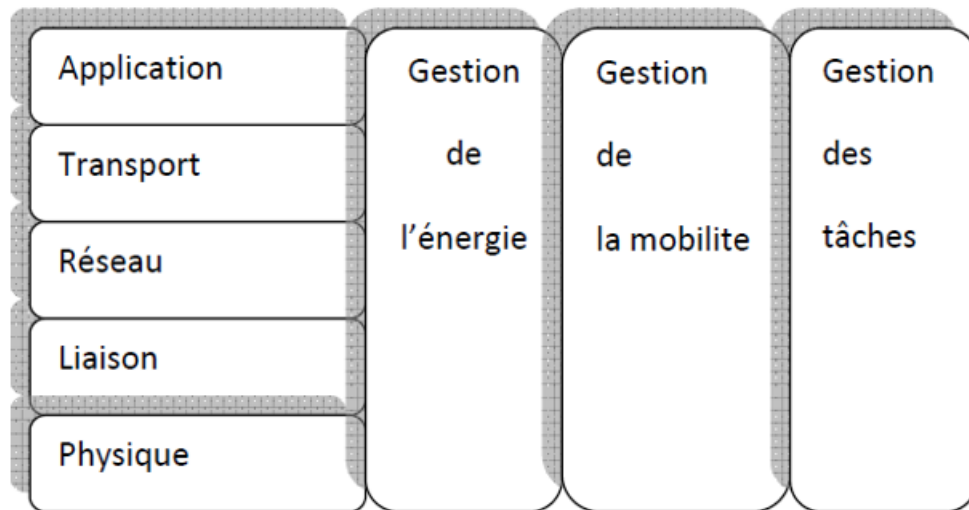 Application
Transport
Réseau
Liaison
Physique
Gestion
de
l’énergie
Gestion
de
la mobilite
Gestion
des
tâches